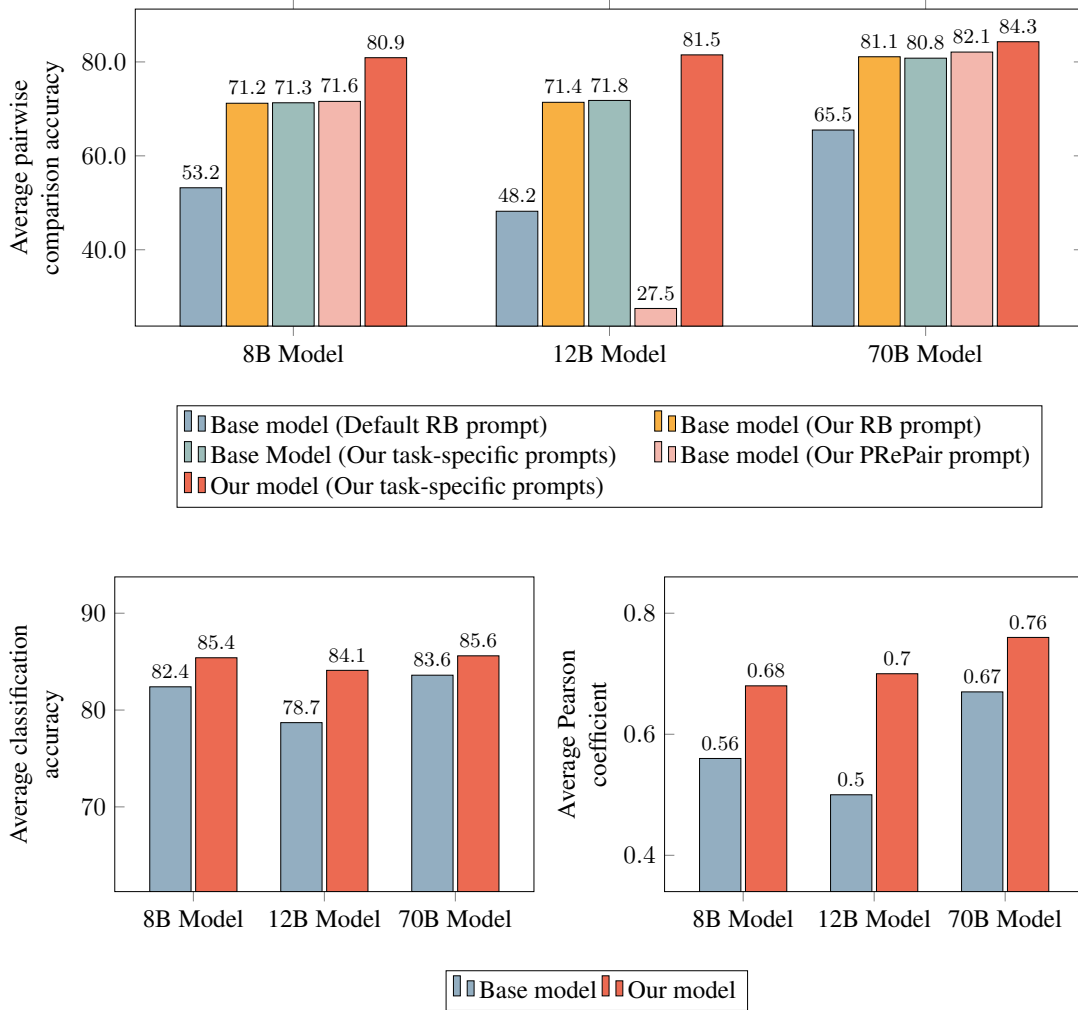 Average pairwise
comparison accuracy
80.0
60.0
40.0
53.2
71.2
71.3
71.6
80.9
48.2
71.4
71.8
27.5
81.5
65.5
81.1
80.8
82.1
84.3
8B Model
12B Model
70B Model
Base model (Default RB prompt)
Base model (Our RB prompt)
Base Model (Our task-specific prompts)
Base model (Our PRePair prompt)
Our model (Our task-specific prompts)
Average classification
accuracy
90
80
70
82.4
85.4
78.7
84.1
83.6
85.6
8B Model
12B Model
70B Model
Average Pearson
coefficient
0.8
0.6
0.4
0.56
0.68
0.5
0.7
0.67
0.76
8B Model
12B Model
70B Model
Base model
Our model